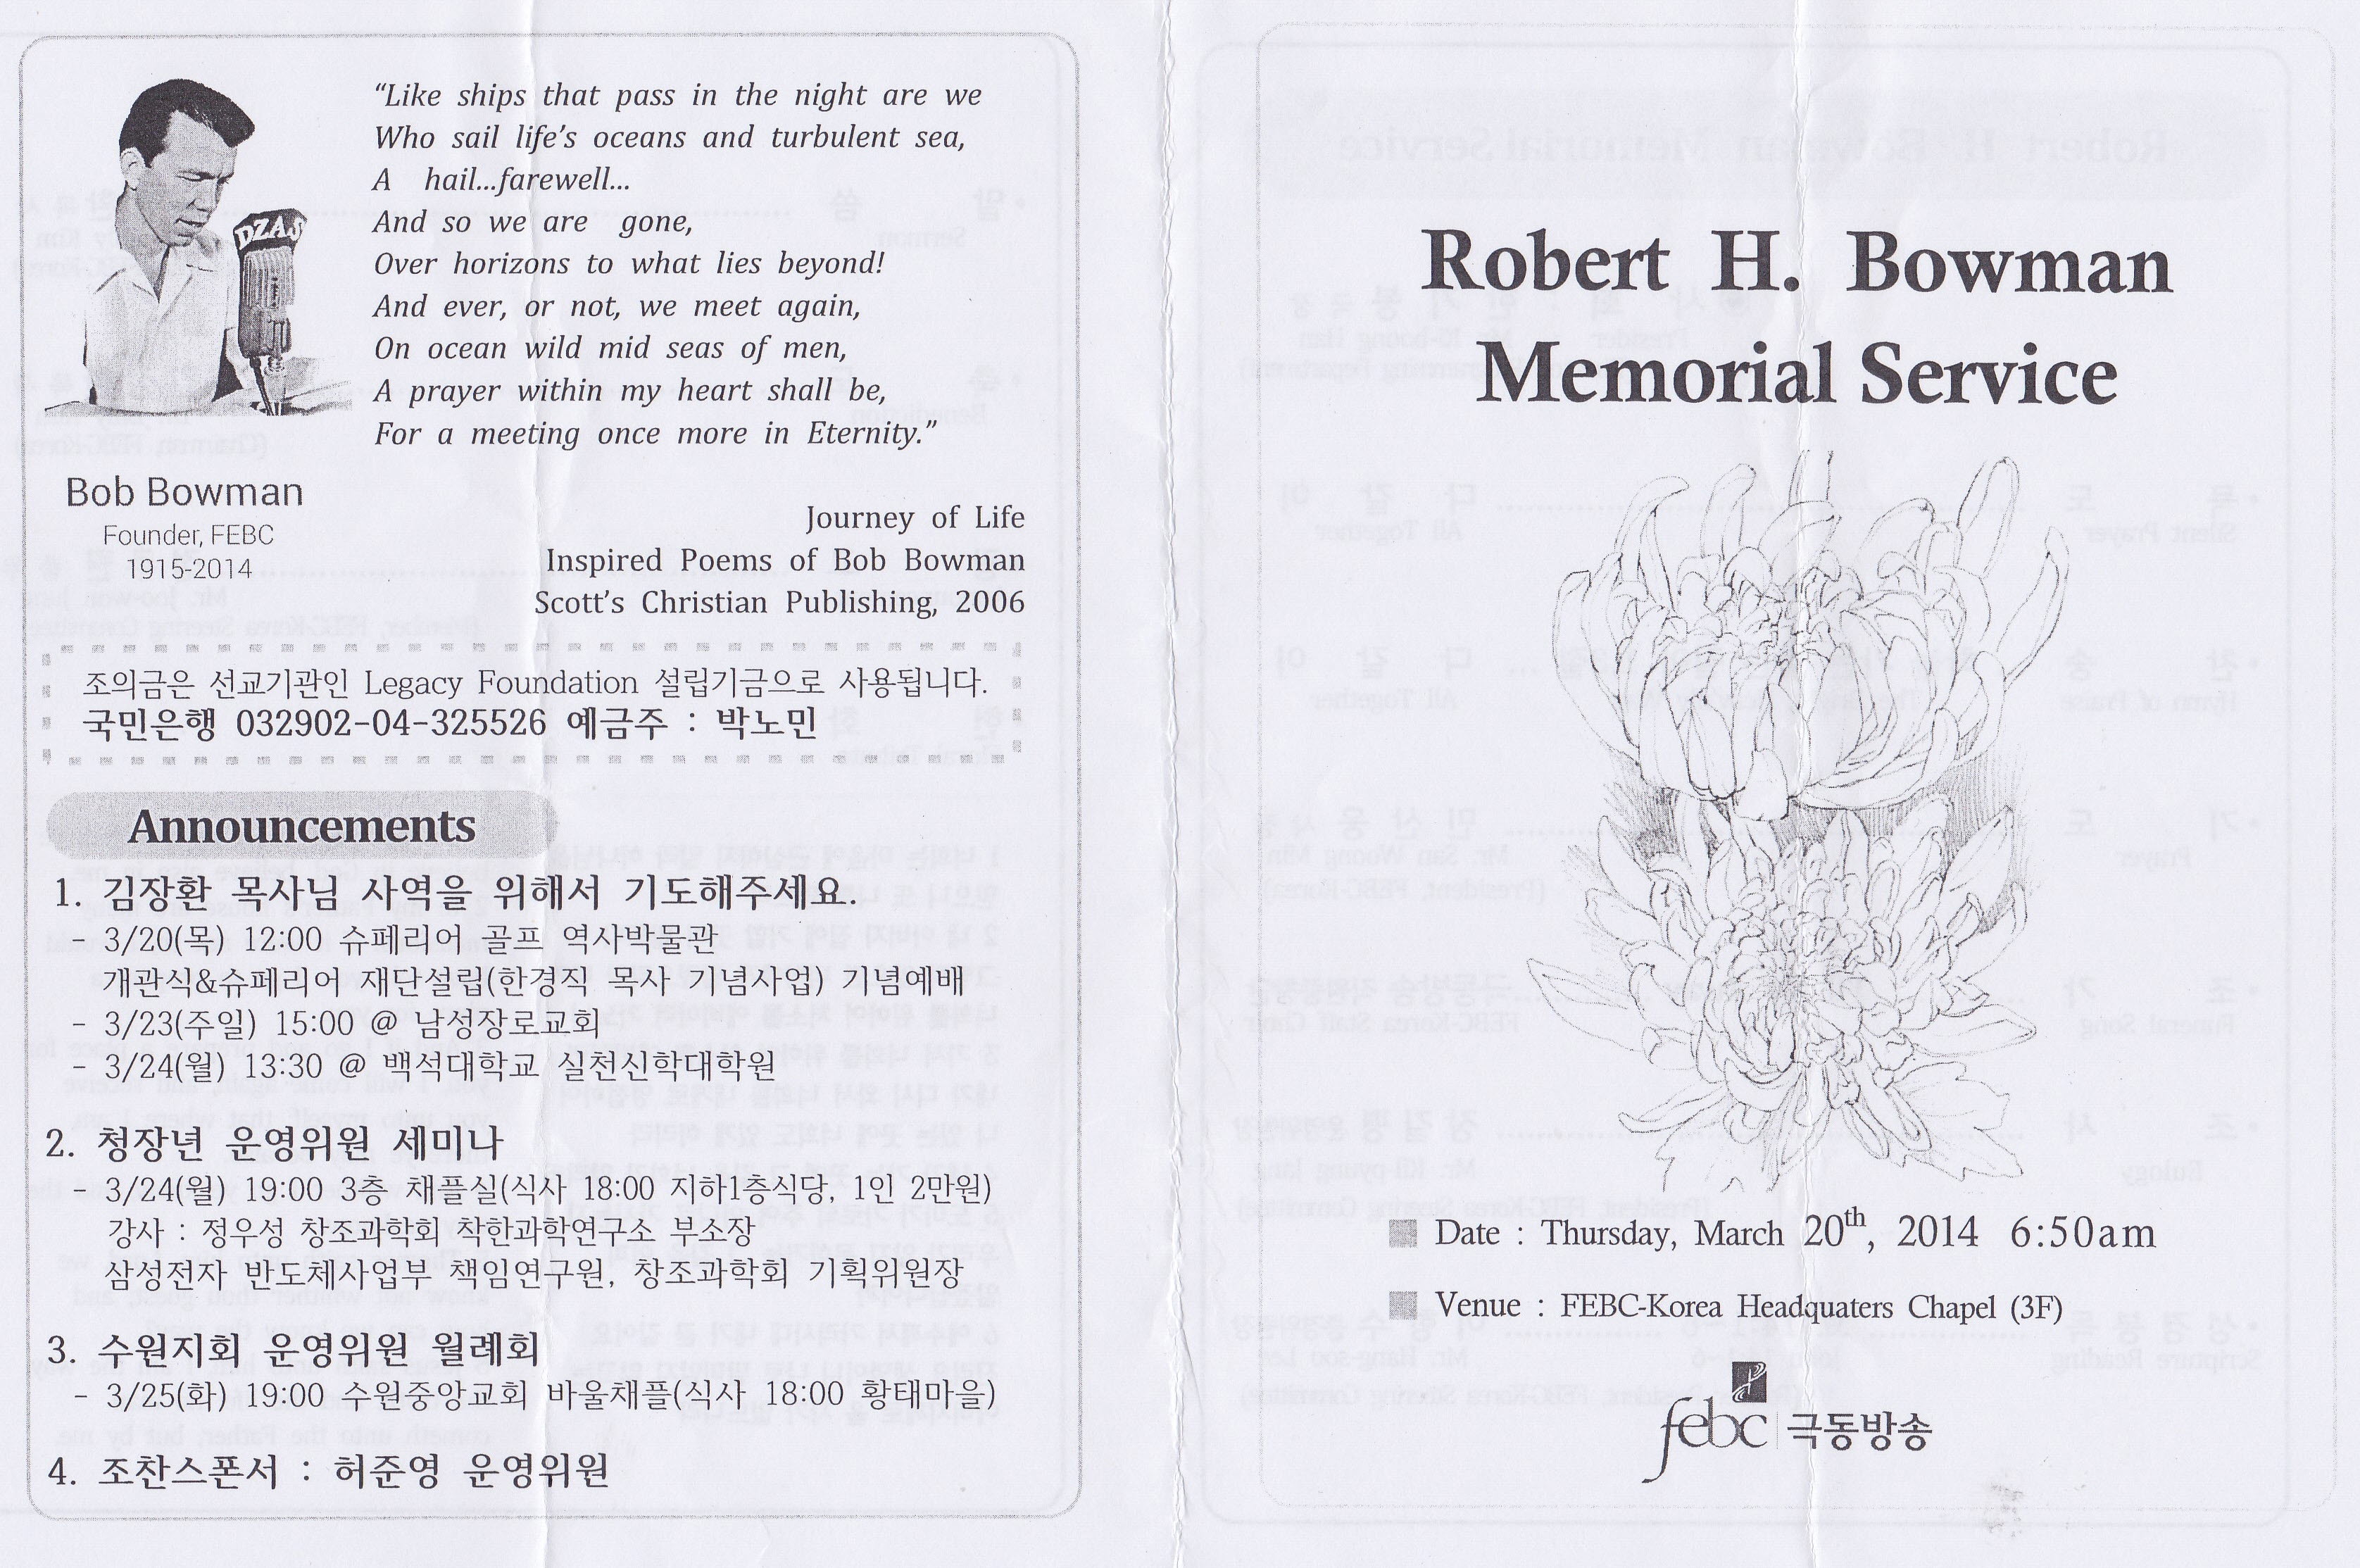 DZAS
“Like ships that pass in the night are we
Who sail life’s oceans and turbulent sea,
A hail...farewell...
And so we are gone,
Over horizons to what lies beyond!
And ever, or not, we meet again,
On ocean wild mid seas of men,
A prayer within my heart shall be,
For a meeting once more in Eternity.”
Bob Bowman
Founder, FEBC
1915-2014
Journey of Life
Inspired Poems of Bob Bowman
Scott’s Christian Publishing, 2006
조의금은 선교기관인 Legacy Foundation 설립기금으로 사용됩니다.
국민은행 032902-04-325526 예금주 : 박노민
Announcements
1. 김장환 목사님 사역을 위해서 기도해주세요.
- 3/20(목) 12:00 슈페리어 골프 역사박물관
개관식&슈페리어 재단설립(한경직 목사 기념사업) 기념예배
- 3/23(주일) 15:00 @ 남성장로교회
- 3/24(월) 13:30 @ 백석대학교 실천신학대학원
2. 청장년 운영위원 세미나
3/24(월) 19:00 3층 채플실(식사 18:00 지하1층식당, 1인 2만원)
강사 : 정우성 창조과학회 착한과학연구소 부소장
삼성전자 반도체사업부 책임연구원, 창조과학회 기획위원장
3. 수원지회 운영위원 월례회
- 3/25(화) 19:00 수원중앙교회 바울채플(식사 18:00 황태마을)
4. 조찬스폰서 : 허준영 운영위원
Robert H. Bowman
Memorial Service
Date : Thursday, March 20th, 2014 6:50am
Venue : FEBC-Korea Headquaters Chapel (3F)
febc 극동방송